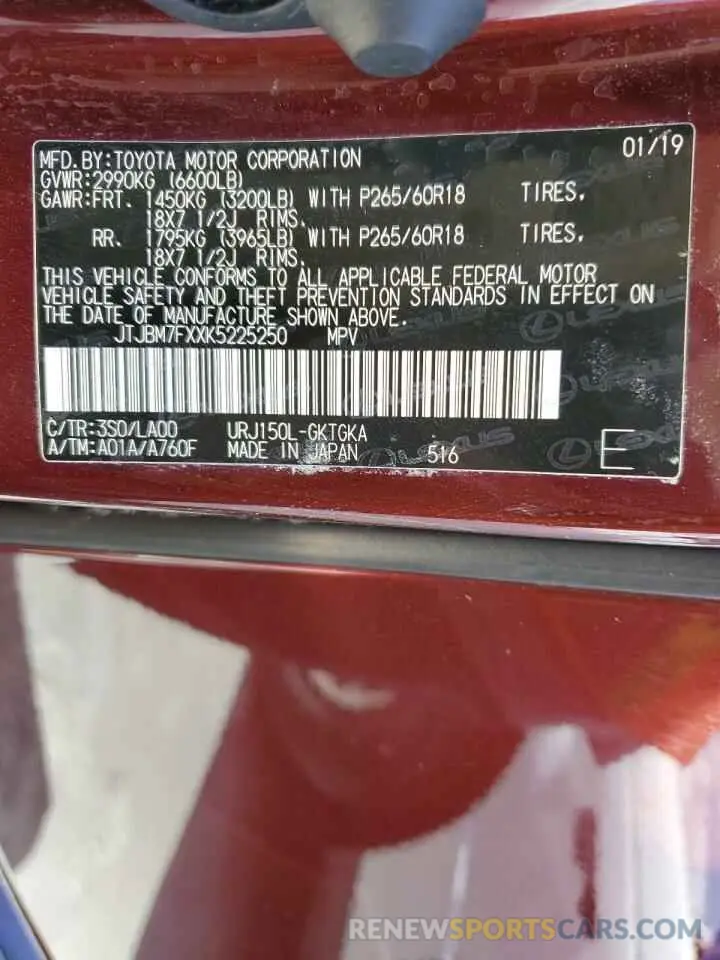 MFD.BY:TOYOTA MOTOR CORPORATION 01/19
GVWR:2990KG (6600LB)
GAWR:FRT. 1450KG (3200LB) WITH P265/60R18 TIRES,
18X7 1/2J RIMS.
RR. 1795KG (3965LB) WITH P265/60R18 TIRES,
18X7 1/2J RIMS.
THIS VEHICLE CONFORMS TO ALL APPLICABLE FEDERAL MOTOR
VEHICLE SAFETY AND THEFT PREVENTION STANDARDS IN EFFECT ON
THE DATE OF MANUFACTURE SHOWN ABOVE.
JTJBM7FXXK5225250 MPV
C/TR:3S0/LA00 URJ150L-GKTGKA
A/TM:A01A/A760F MADE IN JAPAN 516 E
LEXUS
RENEWSPORTSCARS.COM